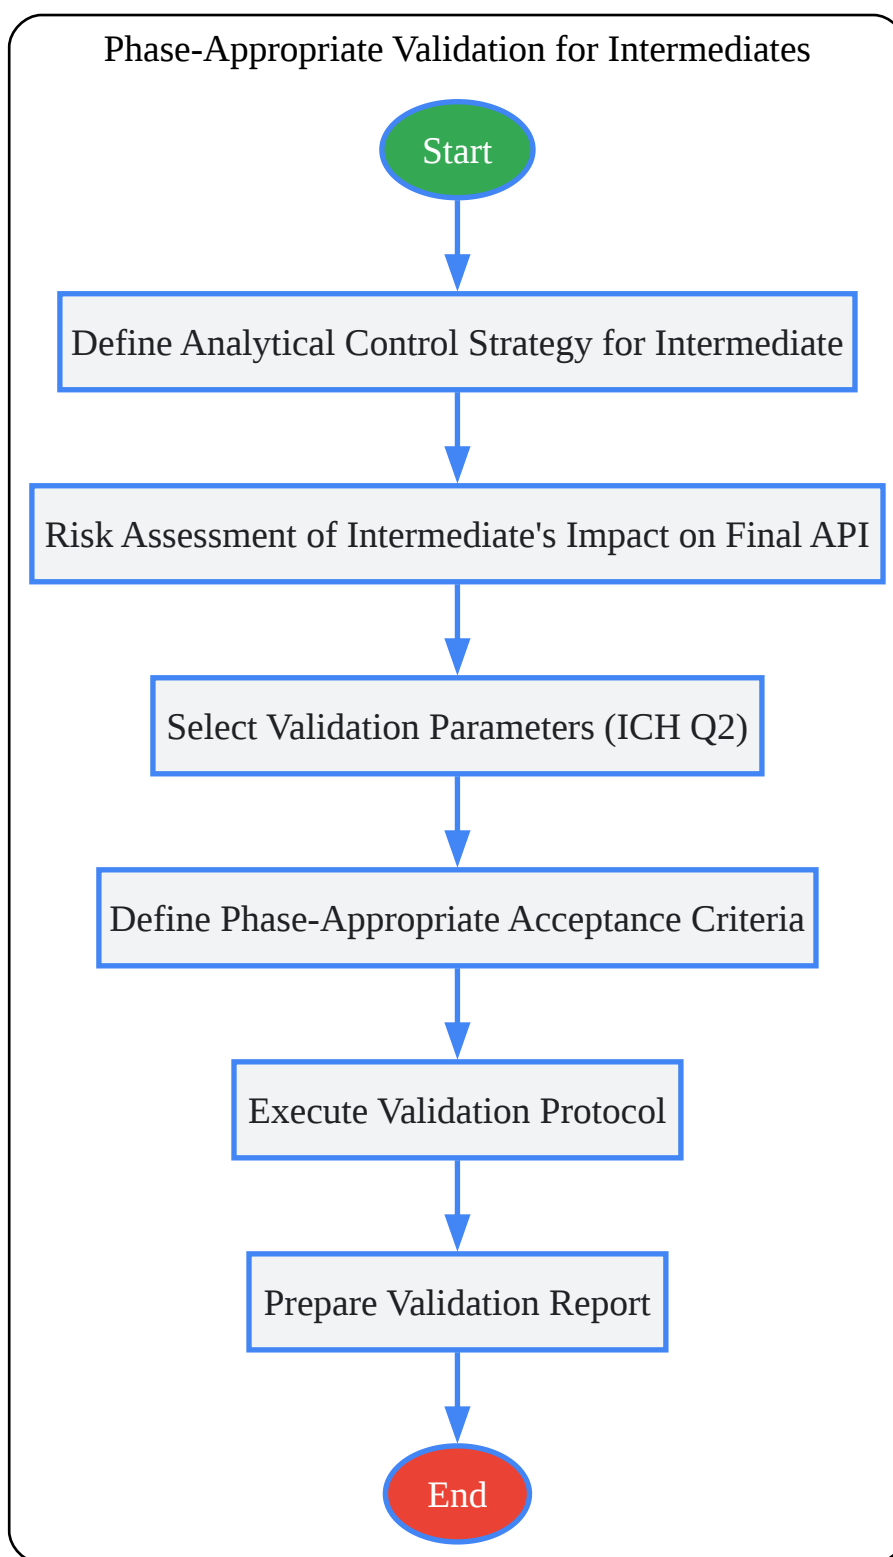 Phase-Appropriate Validation for Intermediates
Start
Define Analytical Control Strategy for Intermediate
Risk Assessment of Intermediate's Impact on Final API
Select Validation Parameters (ICH Q2)
Define Phase-Appropriate Acceptance Criteria
Execute Validation Protocol
Prepare Validation Report
End